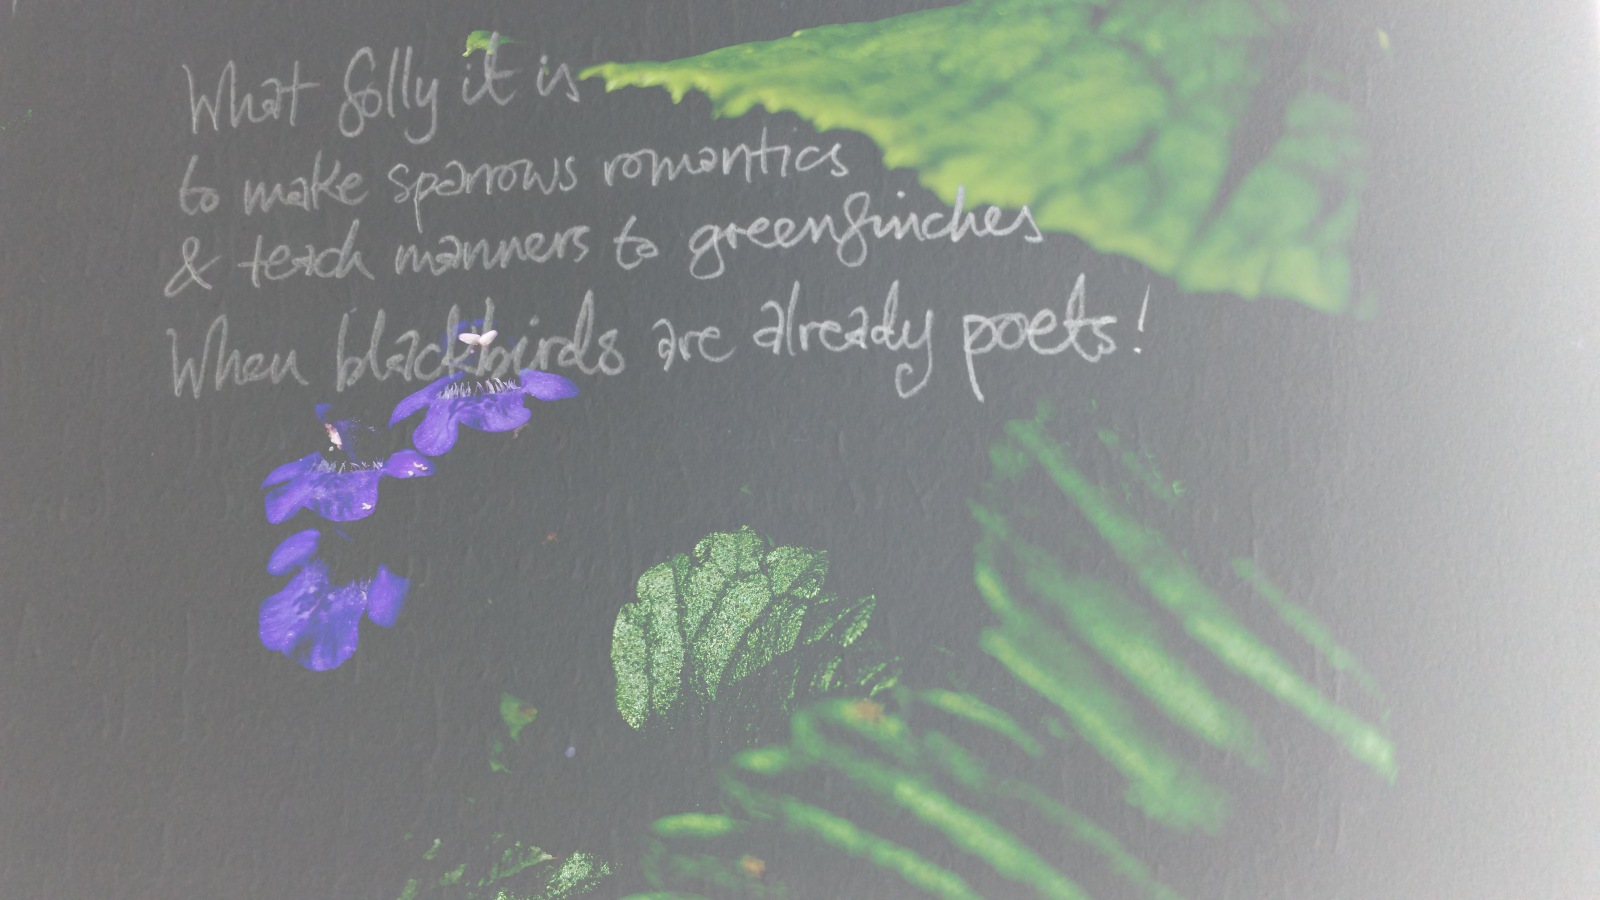 What folly it is
to make sparrows romantics
& teach manners to greenfinches
When blackbirds are already poets!